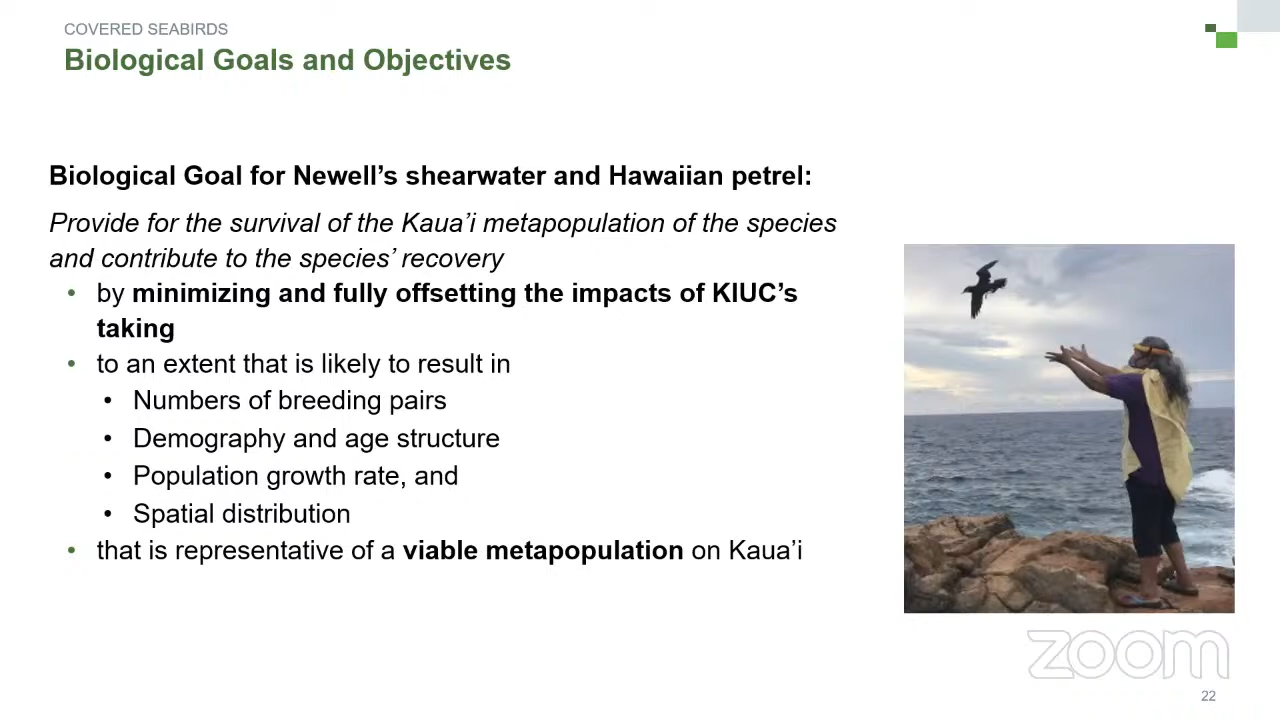 COVERED SEABIRDS
Biological Goals and Objectives
Biological Goal for Newell’s shearwater and Hawaiian petrel:
Provide for the survival of the Kaua’i metapopulation of the species
and contribute to the species’ recovery
• by minimizing and fully offsetting the impacts of KIUC’s
taking
• to an extent that is likely to result in
• Numbers of breeding pairs
• Demography and age structure
• Population growth rate, and
• Spatial distribution
• that is representative of a viable metapopulation on Kaua’i
zoom
22